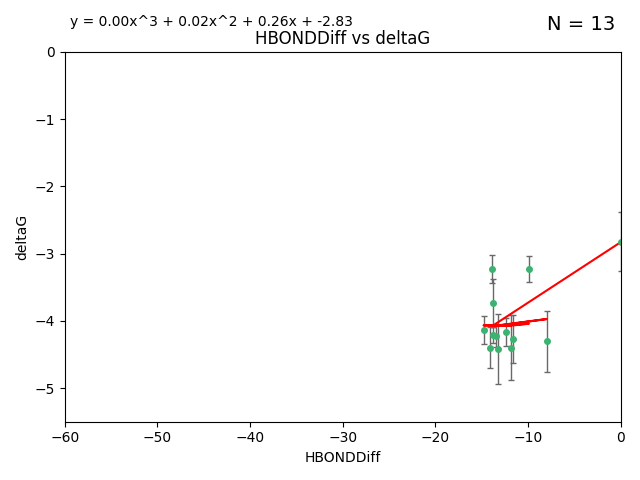 y = 0.00x^3 + 0.02x^2 + 0.26x + -2.83
N = 13
HBONDDiff vs deltaG
0
−1
−2
−3
−4
−5
deltaG
−60 −50 −40 −30 −20 −10 0
HBONDDiff